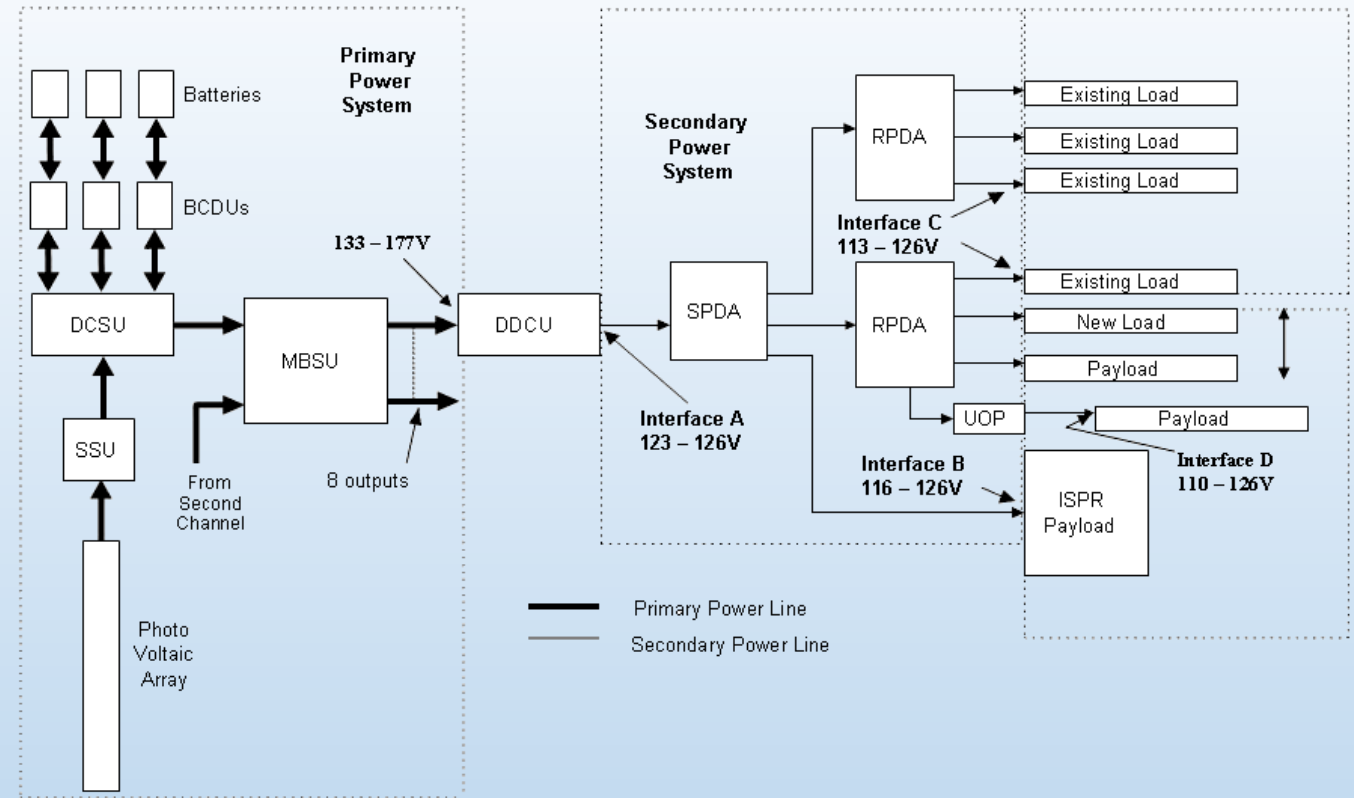 Primary
Power
System
Batteries
BCDUs
133 – 177V
DCSU
MBSU
DDCU
SSU
From
Second
Channel
8 outputs
Photo
Voltaic
Array
Secondary
Power
System
SPDA
RPDA
RPDA
UOP
Interface A
123 – 126V
Interface C
113 – 126V
Interface B
116 – 126V
Existing Load
Existing Load
Existing Load
Existing Load
New Load
Payload
Payload
Interface D
110 – 126V
ISPR
Payload
Primary Power Line
Secondary Power Line